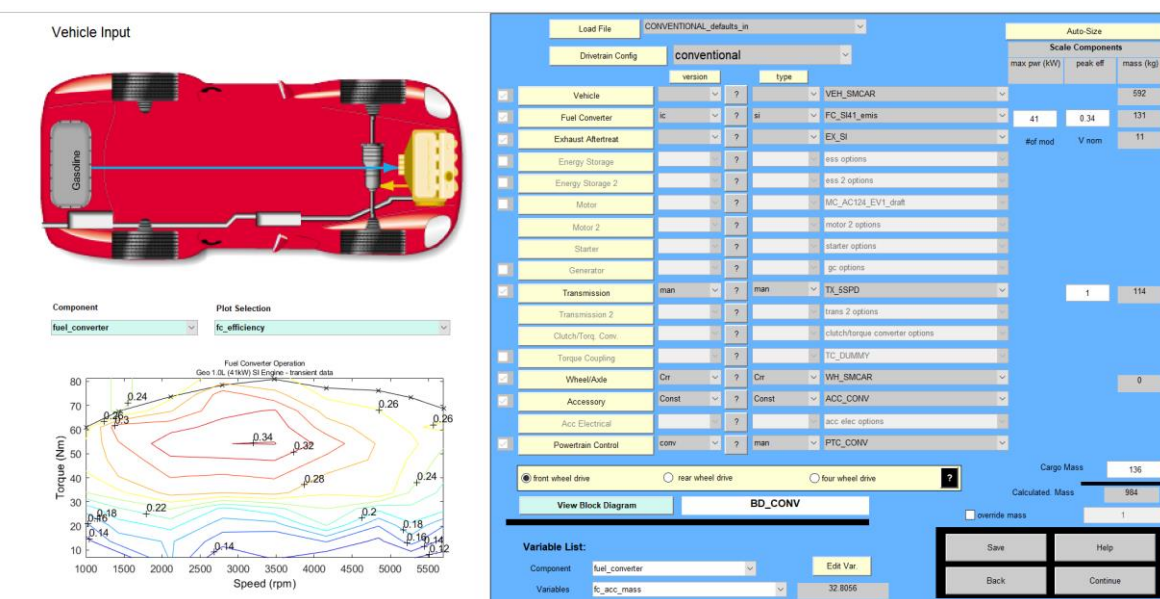 Vehicle Input
Gasoline
Component Plot Selection
fuel_converter fc_efficiency
Fuel Converter Operation
Geo 1.0L (41kW) SI Engine - transient data
Torque (Nm)
80
70
60
50
40
30
20
10
0.24
0.26
0.3
0.26
0.26
0.34
0.32
0.28
0.24
0.22
0.2
0.18
0.16
0.18
0.14
0.16
0.14
0.14
0.12
1000 1500 2000 2500 3000 3500 4000 4500 5000 5500
Speed (rpm)
Load File CONVENTIONAL_defaults_in
Auto-Size
Drivetrain Config conventional
Scale Components
version type max pwr (kW) peak eff mass (kg)
Vehicle ? VEH_SMCAR 592
Fuel Converter ic ? si FC_SI41_emis 41 0.34 131
Exhaust Aftertreat ? EX_SI #of mod V nom 11
Energy Storage ? ess options
Energy Storage 2 ? ess 2 options
Motor ? MC_AC124_EV1_draft
Motor 2 ? motor 2 options
Starter ? starter options
Generator ? gc options
Transmission man ? man TX_5SPD 1 114
Transmission 2 ? trans 2 options
Clutch/Torq. Conv. ? clutch/torque converter options
Torque Coupling ? TC_DUMMY
Wheel/Axle Crr ? Crr WH_SMCAR 0
Accessory Const ? Const ACC_CONV
Acc Electrical ? acc elec options
Powertrain Control conv ? man PTC_CONV
front wheel drive rear wheel drive four wheel drive ?
Cargo Mass 136
Calculated Mass 984
View Block Diagram BD_CONV
override mass 1
Variable List:
Component fuel_converter Edit Var.
Variables fc_acc_mass 32.8056
Save Help
Back Continue